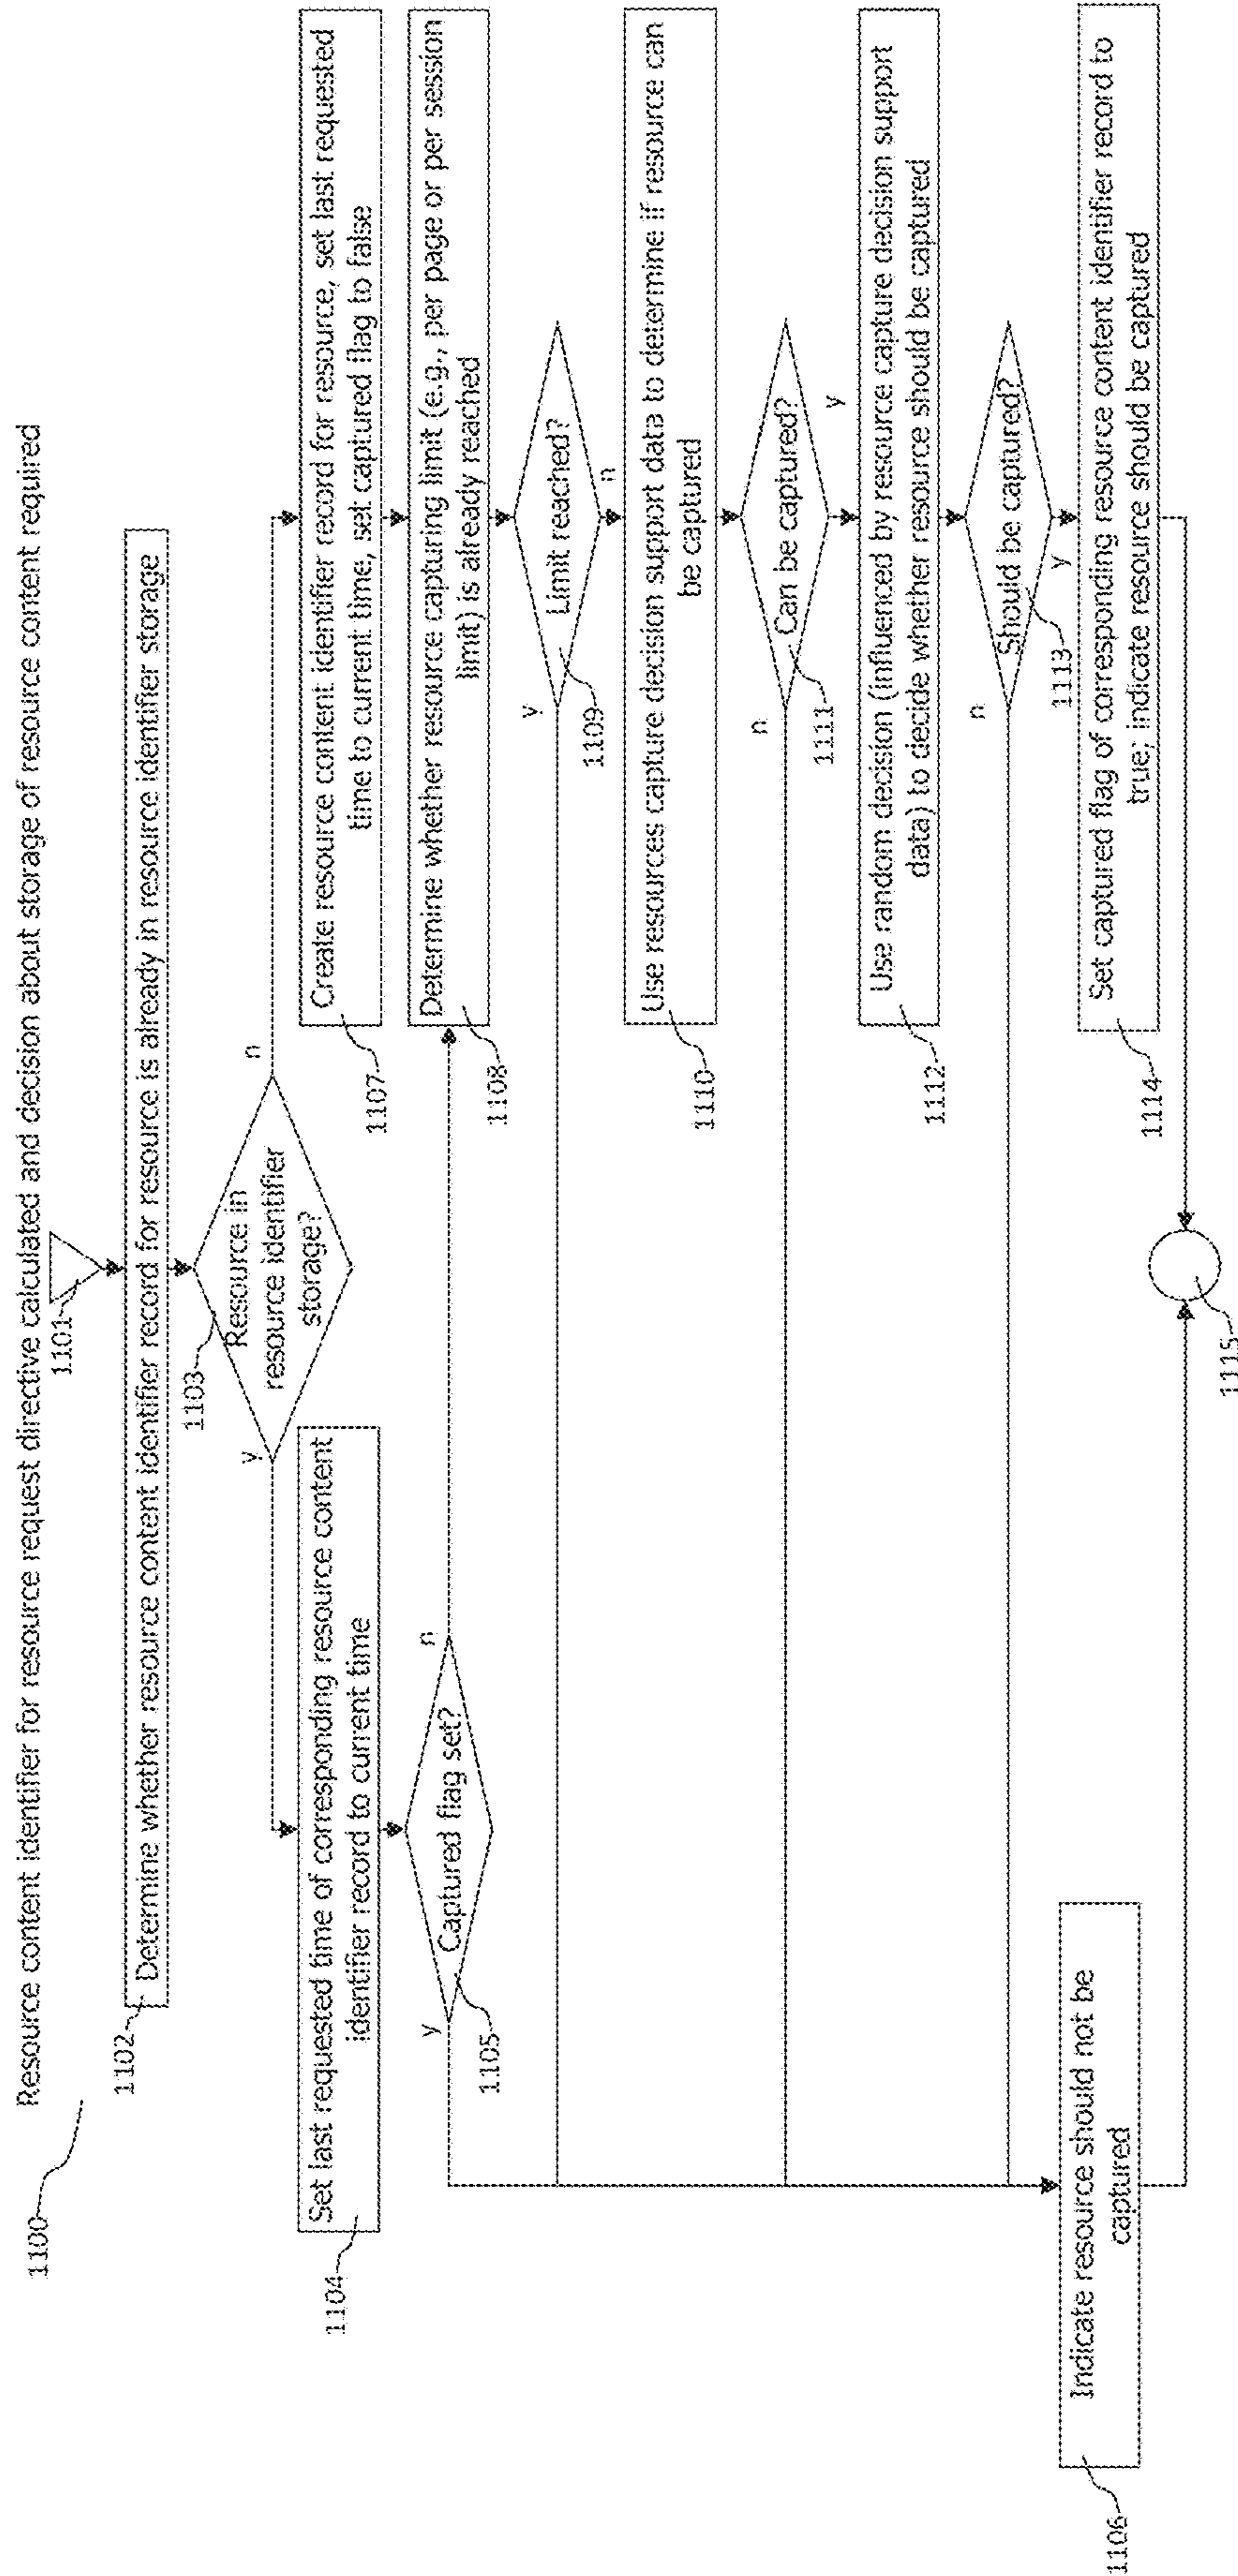 1100
Resource content identifier for resource request directive calculated and decision about storage of resource content required
1101
1102
Determine whether resource content identifier record for resource is already in resource identifier storage
1103
Resource in
resource identifier
storage?
y
n
1104
Set last requested time of corresponding resource content
identifier record to current time
1107
Create resource content identifier record for resource, set last requested
time to current time, set captured flag to false
1105
Captured flag set?
y
n
1108
Determine whether resource capturing limit (e.g., per page or per session
limit) is already reached
1109
Limit reached?
y
n
1110
Use resources capture decision support data to determine if resource can
be captured
1111
Can be captured?
n
y
1112
Use random decision (influenced by resource capture decision support
data) to decide whether resource should be captured
1113
Should be captured?
n
y
1106
Indicate resource should not be
captured
1114
Set captured flag of corresponding resource content identifier record to
true; indicate resource should be captured
1115